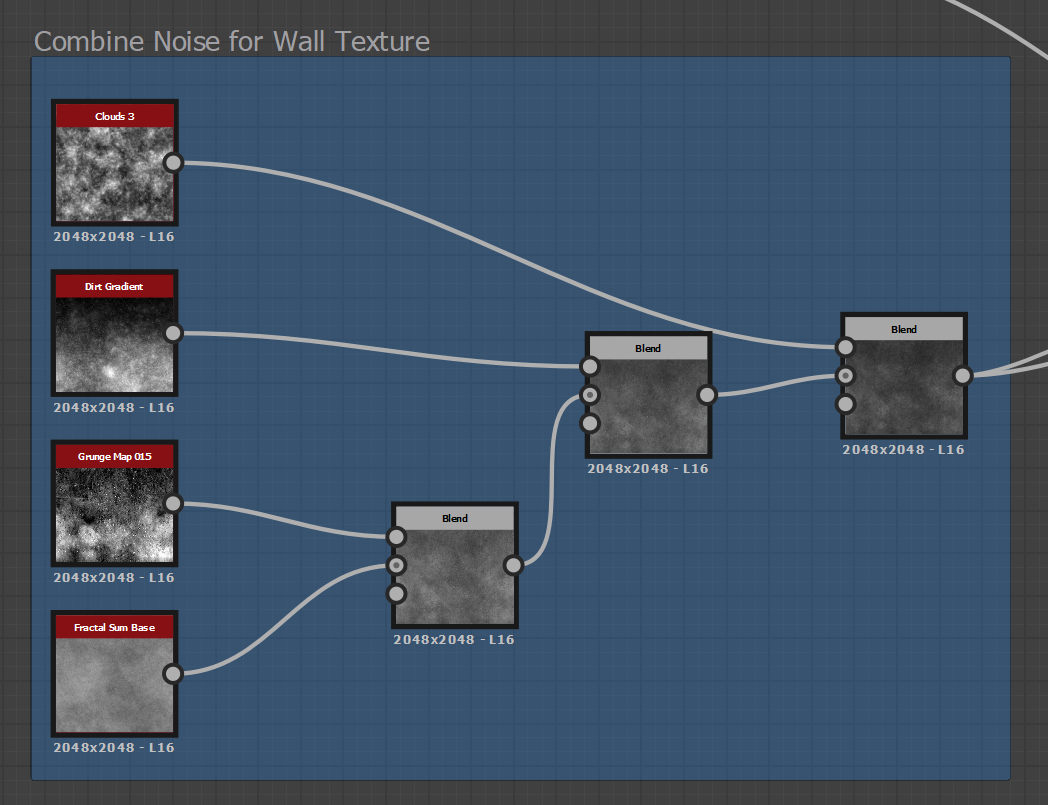 Combine Noise for Wall Texture
Clouds 3
2048x2048 - L16
Dirt Gradient
2048x2048 - L16
Grunge Map 015
2048x2048 - L16
Fractal Sum Base
2048x2048 - L16
Blend
2048x2048 - L16
Blend
2048x2048 - L16
Blend
2048x2048 - L16